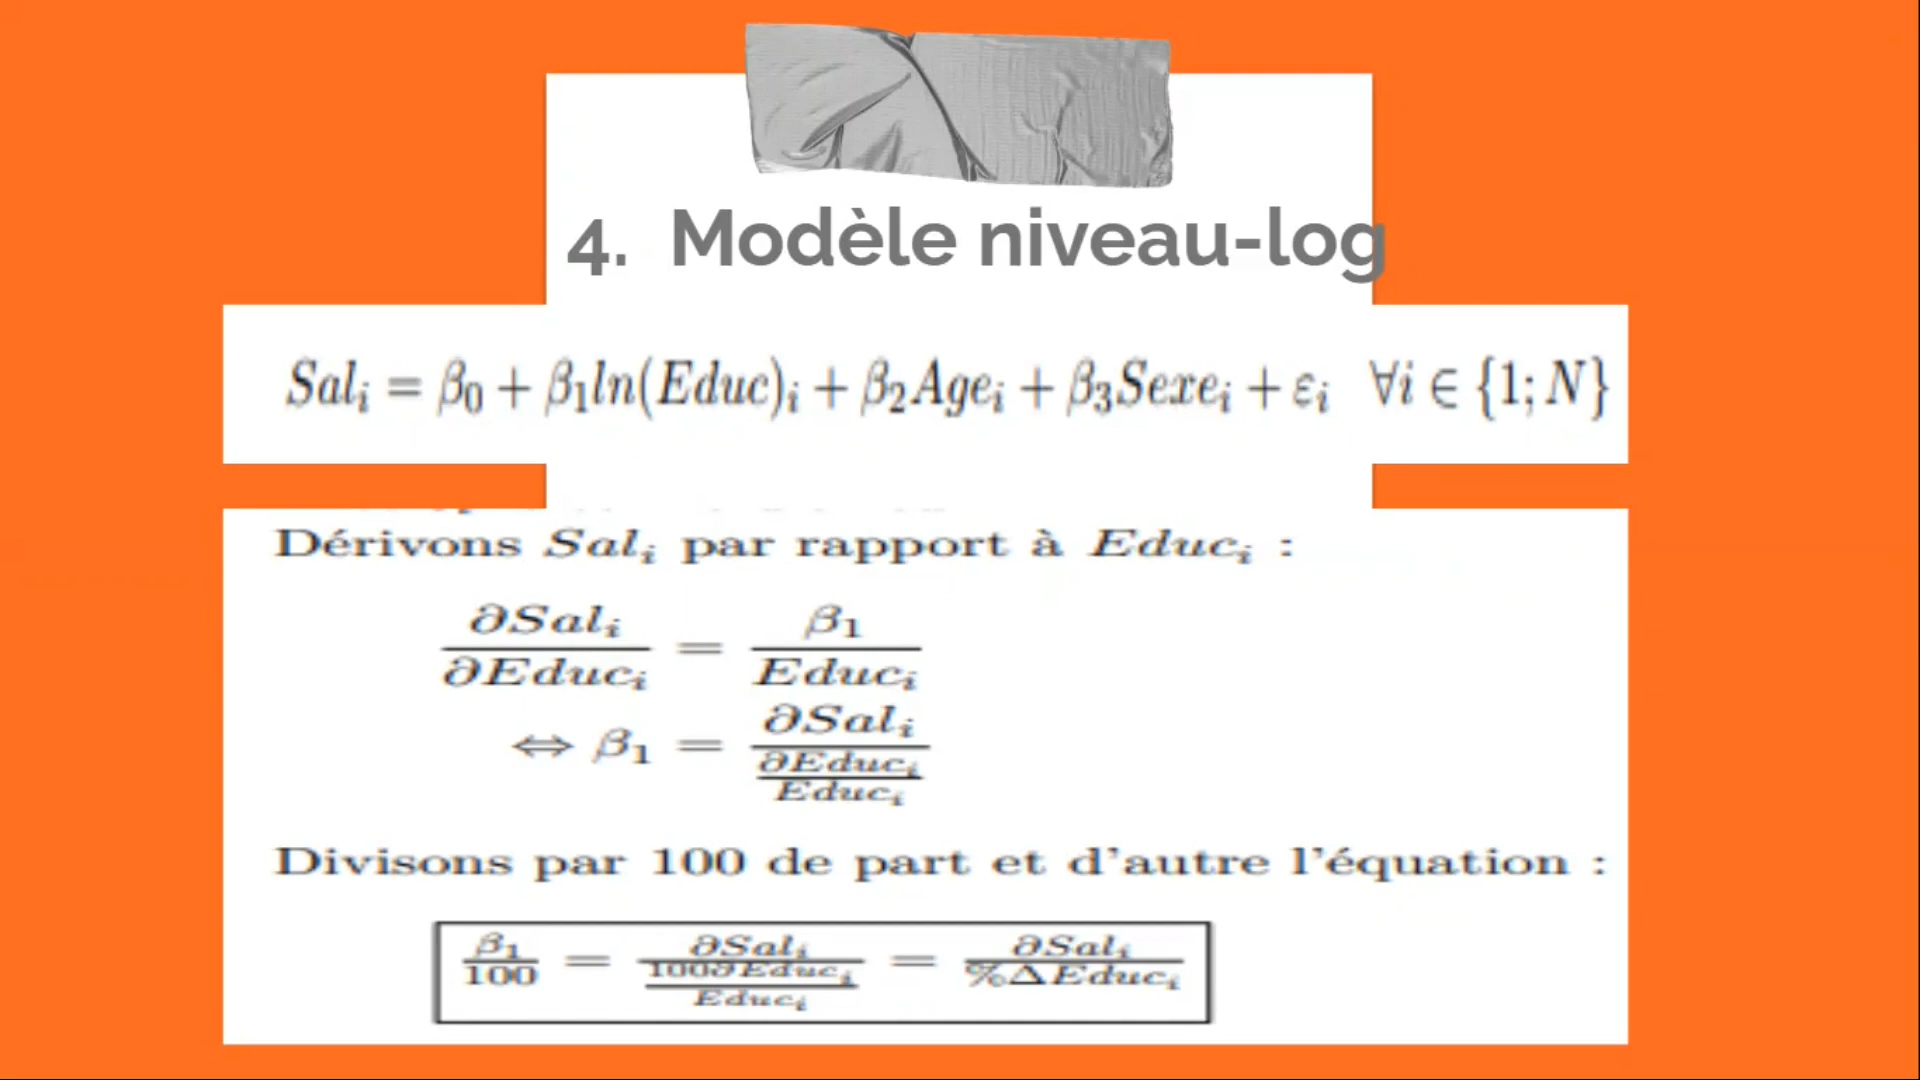 4. Modèle niveau-log
Sal_i = β_0 + β_1 ln(Educ)_i + β_2 Age_i + β_3 Sexe_i + ε_i ∀i ∈ {1; N}
Dérivons Sal_i par rapport à Educ_i :
∂Sal_i / ∂Educ_i = β_1 / Educ_i
⇔ β_1 = ∂Sal_i / (∂Educ_i / Educ_i)
Divisons par 100 de part et d'autre l'équation :
β_1 / 100 = ∂Sal_i / (100∂Educ_i / Educ_i) = ∂Sal_i / %ΔEduc_i